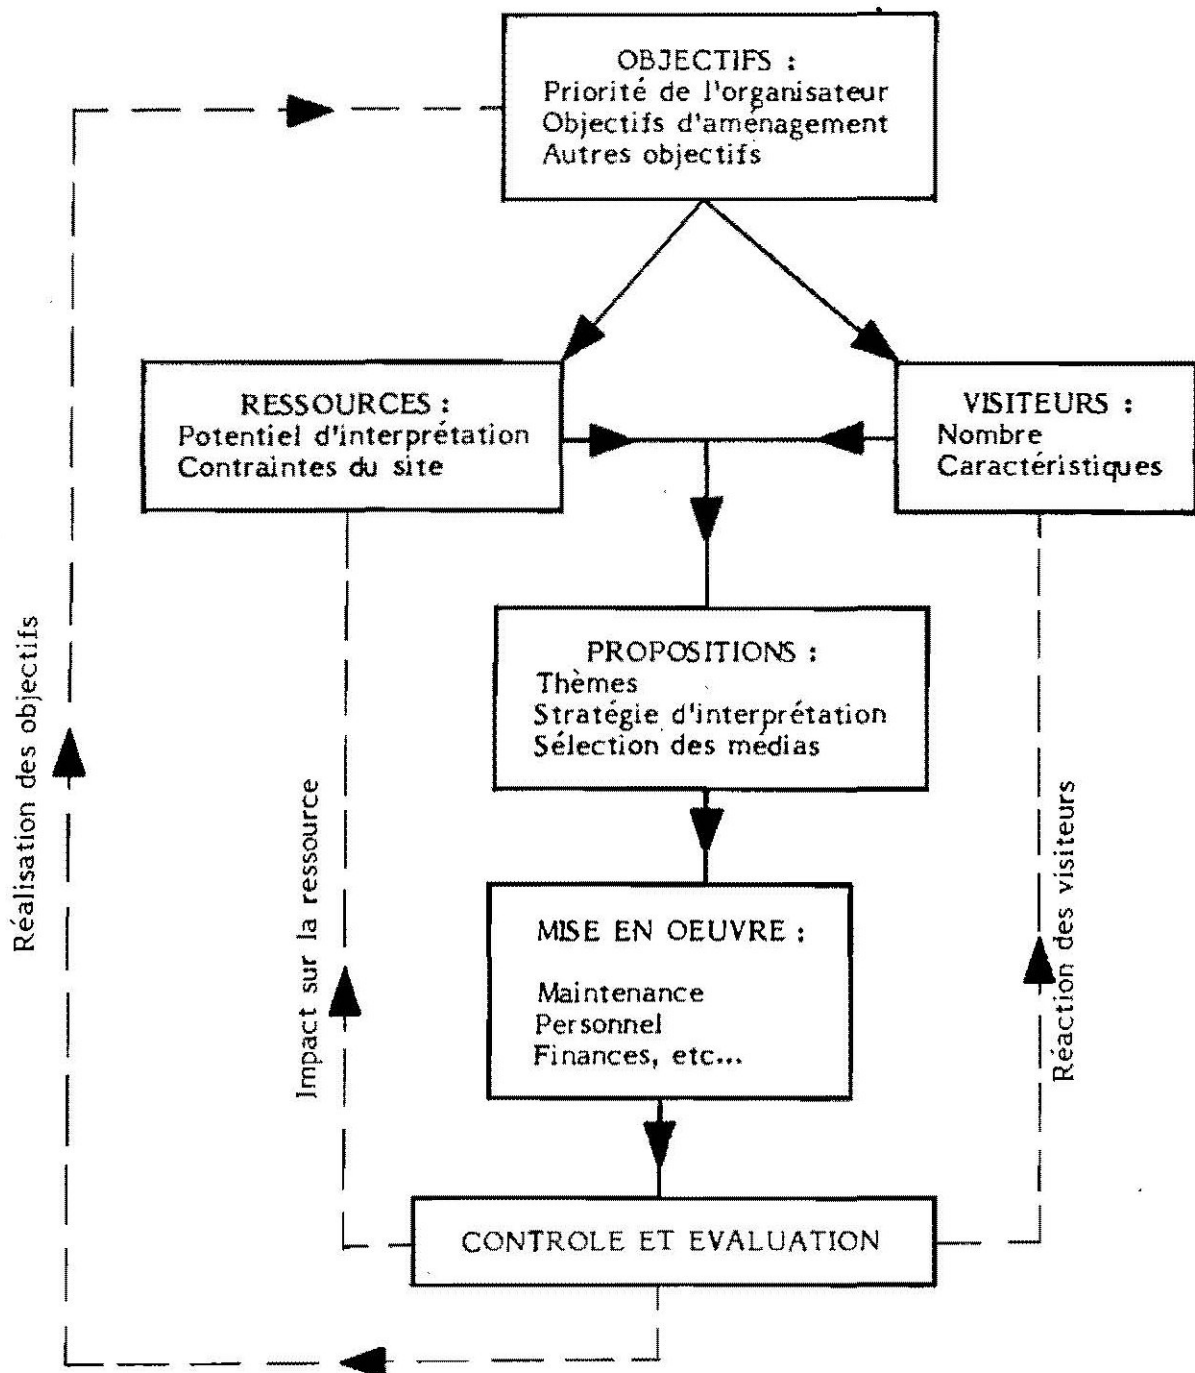 OBJECTIFS :
Priorité de l'organisateur
Objectifs d'aménagement
Autres objectifs
RESSOURCES :
Potentiel d'interprétation
Contraintes du site
VISITEURS :
Nombre
Caractéristiques
PROPOSITIONS :
Thèmes
Stratégie d'interprétation
Sélection des médias
MISE EN OEUVRE :
Maintenance
Personnel
Finances, etc...
CONTROLE ET EVALUATION
Réalisation des objectifs
Impact sur la ressource
Réaction des visiteurs